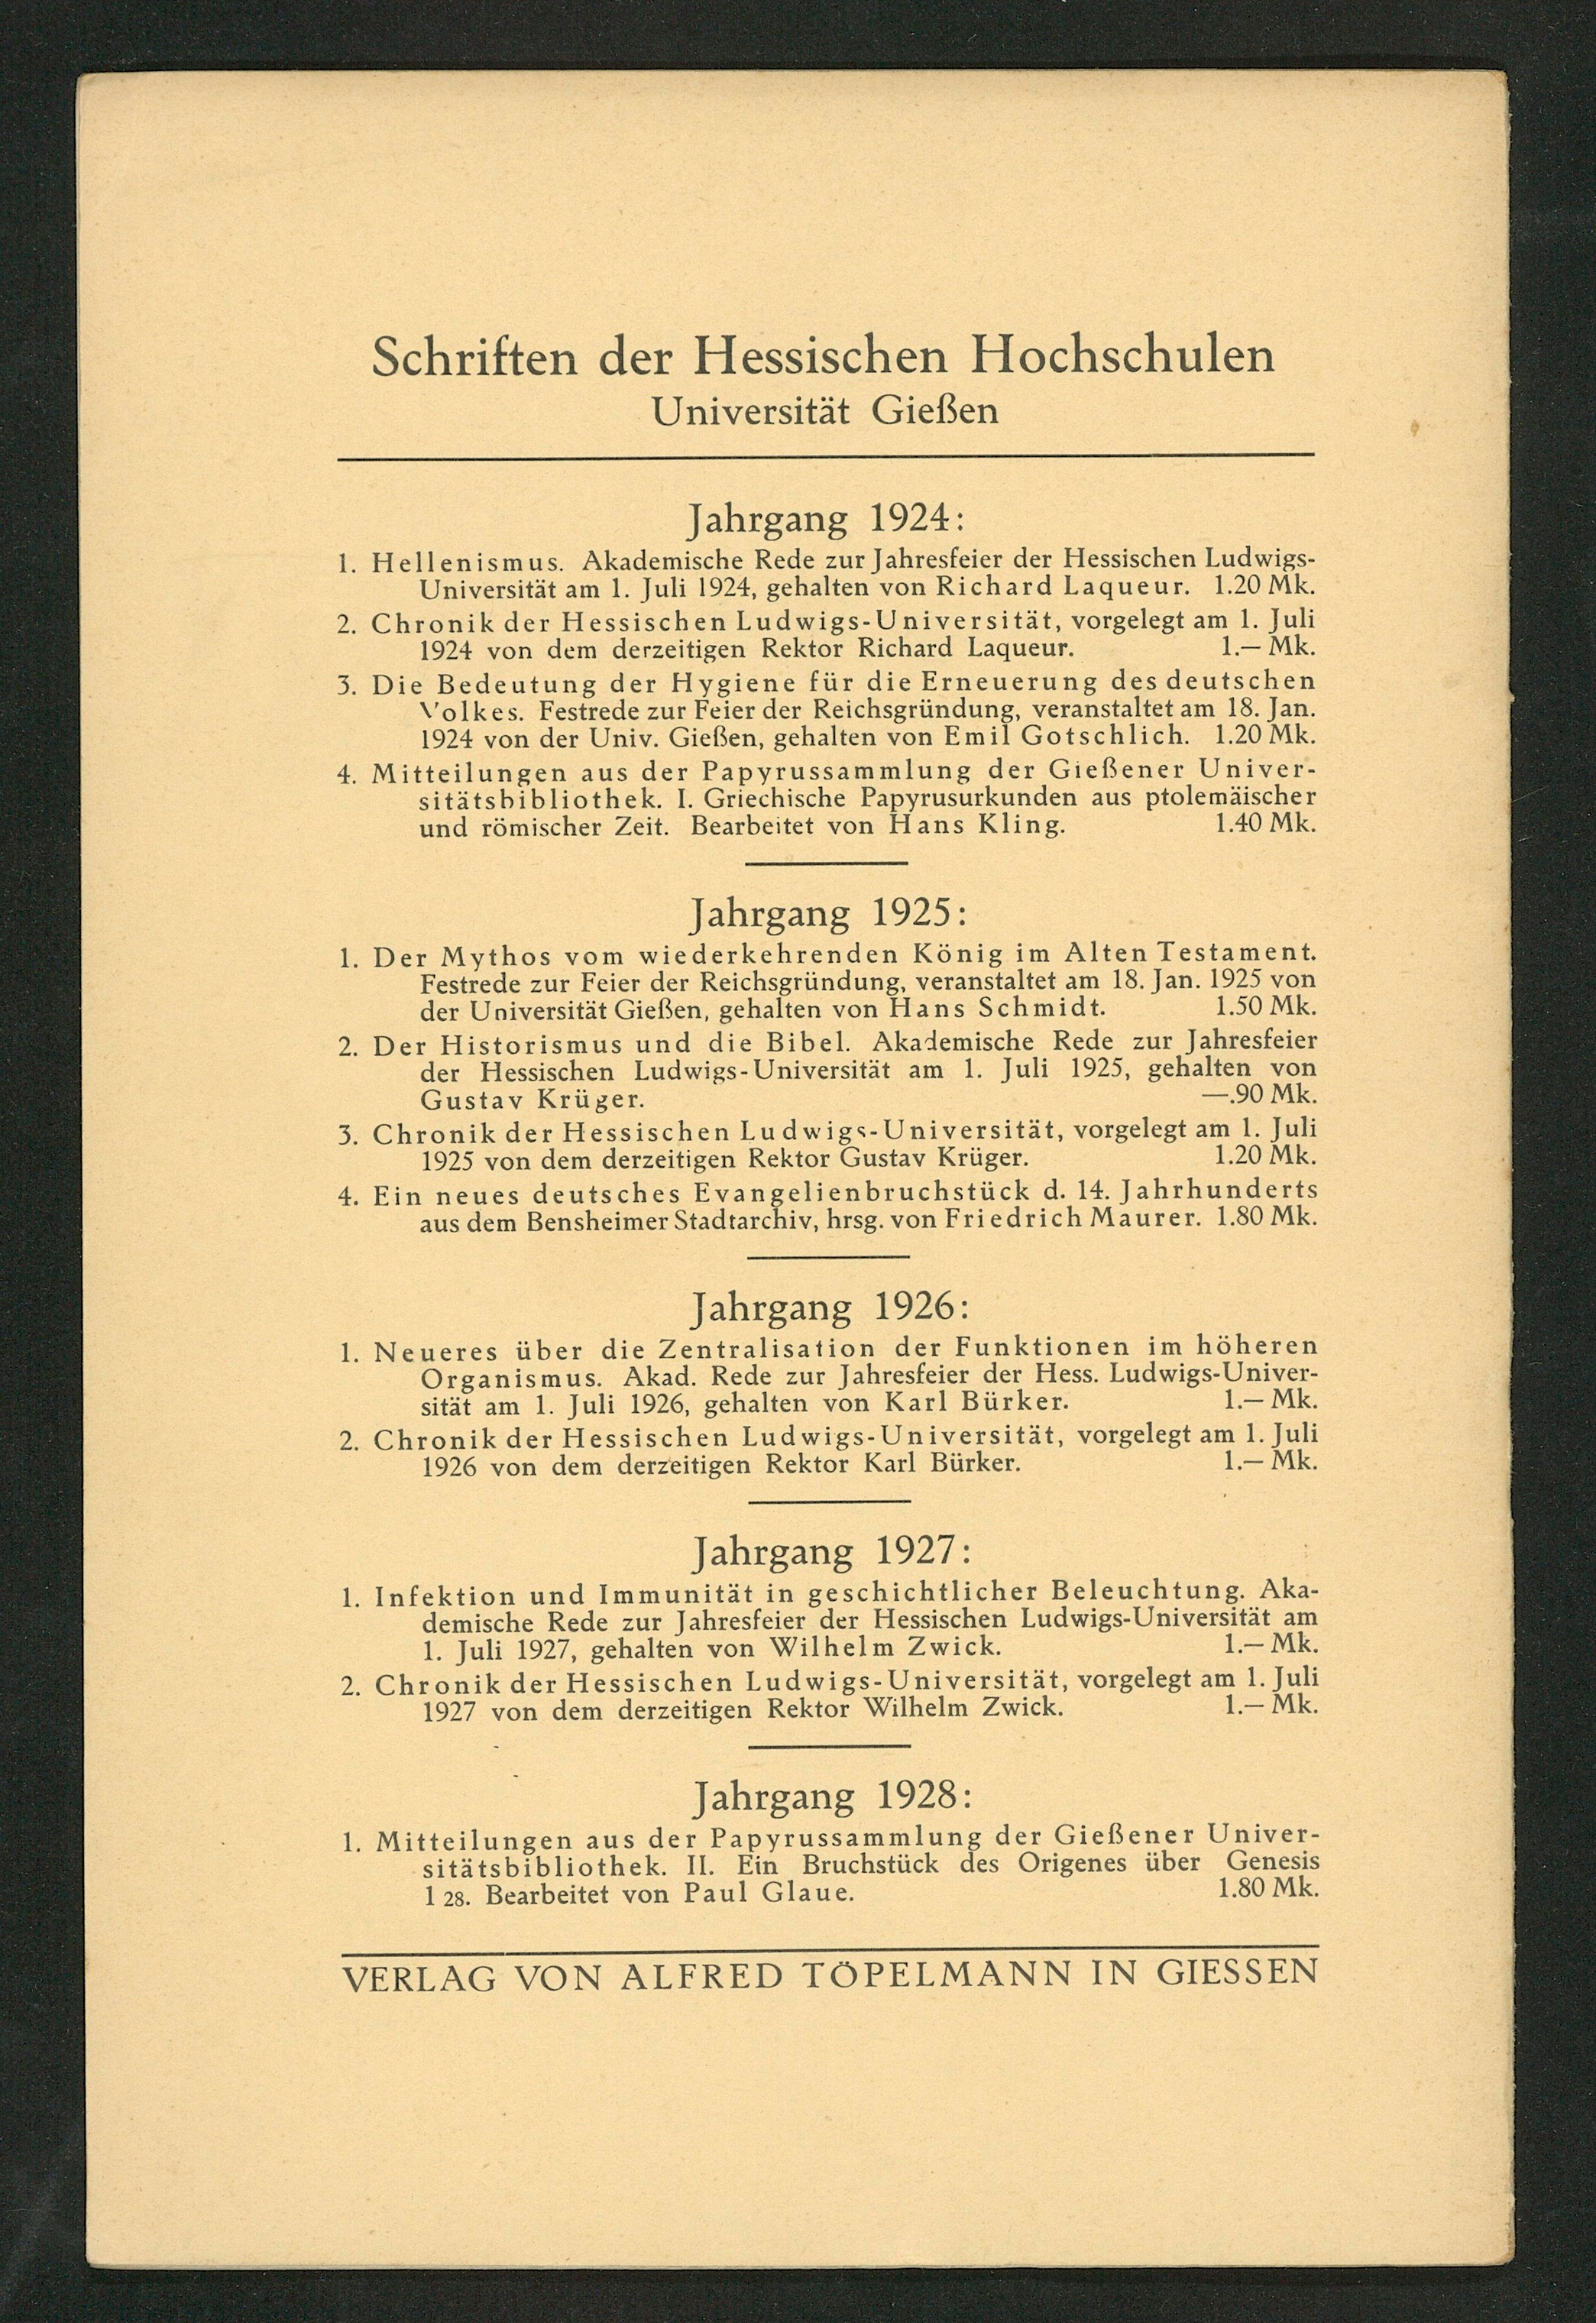 Schriften der Hessischen Hochschulen
Universität Gießen
Jahrgang 1924:
1. Hellenismus. Akademische Rede zur Jahresfeier der Hessischen Ludwigs-
Universität am 1. Juli 1924, gehalten von Richard Laqueur. 1.20 Mk.
2. Chronik der Hessischen Ludwigs-Universität, vorgelegt am 1. Juli
1924 von dem derzeitigen Rektor Richard Laqueur. 1.— Mk.
3. Die Bedeutung der Hygiene für die Erneuerung des deutschen
Volkes. Festrede zur Feier der Reichsgründung, veranstaltet am 18. Jan.
1924 von der Univ. Gießen, gehalten von Emil Gotschlich. 1.20 Mk.
4. Mitteilungen aus der Papyrussammlung der Gießener Univer-
sitätsbibliothek. I. Griechische Papyrusurkunden aus ptolemäischer
und römischer Zeit. Bearbeitet von Hans Kling. 1.40 Mk.
Jahrgang 1925:
1. Der Mythos vom wiederkehrenden König im Alten Testament.
Festrede zur Feier der Reichsgründung, veranstaltet am 18. Jan. 1925 von
der Universität Gießen, gehalten von Hans Schmidt. 1.50 Mk.
2. Der Historismus und die Bibel. Akademische Rede zur Jahresfeier
der Hessischen Ludwigs-Universität am 1. Juli 1925, gehalten von
Gustav Krüger. —.90 Mk.
3. Chronik der Hessischen Ludwigs-Universität, vorgelegt am 1. Juli
1925 von dem derzeitigen Rektor Gustav Krüger. 1.20 Mk.
4. Ein neues deutsches Evangelienbruchstück d. 14. Jahrhunderts
aus dem Bensheimer Stadtarchiv, hrsg. von Friedrich Maurer. 1.80 Mk.
Jahrgang 1926:
1. Neueres über die Zentralisation der Funktionen im höheren
Organismus. Akad. Rede zur Jahresfeier der Hess. Ludwigs-Univer-
sität am 1. Juli 1926, gehalten von Karl Bürker. 1.— Mk.
2. Chronik der Hessischen Ludwigs-Universität, vorgelegt am 1. Juli
1926 von dem derzeitigen Rektor Karl Bürker. 1.— Mk.
Jahrgang 1927:
1. Infektion und Immunität in geschichtlicher Beleuchtung. Aka-
demische Rede zur Jahresfeier der Hessischen Ludwigs-Universität am
1. Juli 1927, gehalten von Wilhelm Zwick. 1.— Mk.
2. Chronik der Hessischen Ludwigs-Universität, vorgelegt am 1. Juli
1927 von dem derzeitigen Rektor Wilhelm Zwick. 1.— Mk.
Jahrgang 1928:
1. Mitteilungen aus der Papyrussammlung der Gießener Univer-
sitätsbibliothek. II. Ein Bruchstück des Origenes über Genesis
1 28. Bearbeitet von Paul Glaue. 1.80 Mk.
VERLAG VON ALFRED TÖPELMANN IN GIESSEN